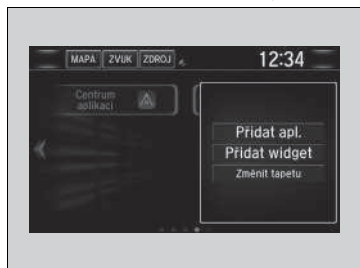 MAPA ZVUK ZDROJ 12:34
Centrum
aplikací
Přidat apl.
Přidat widget
Změnit tapetu